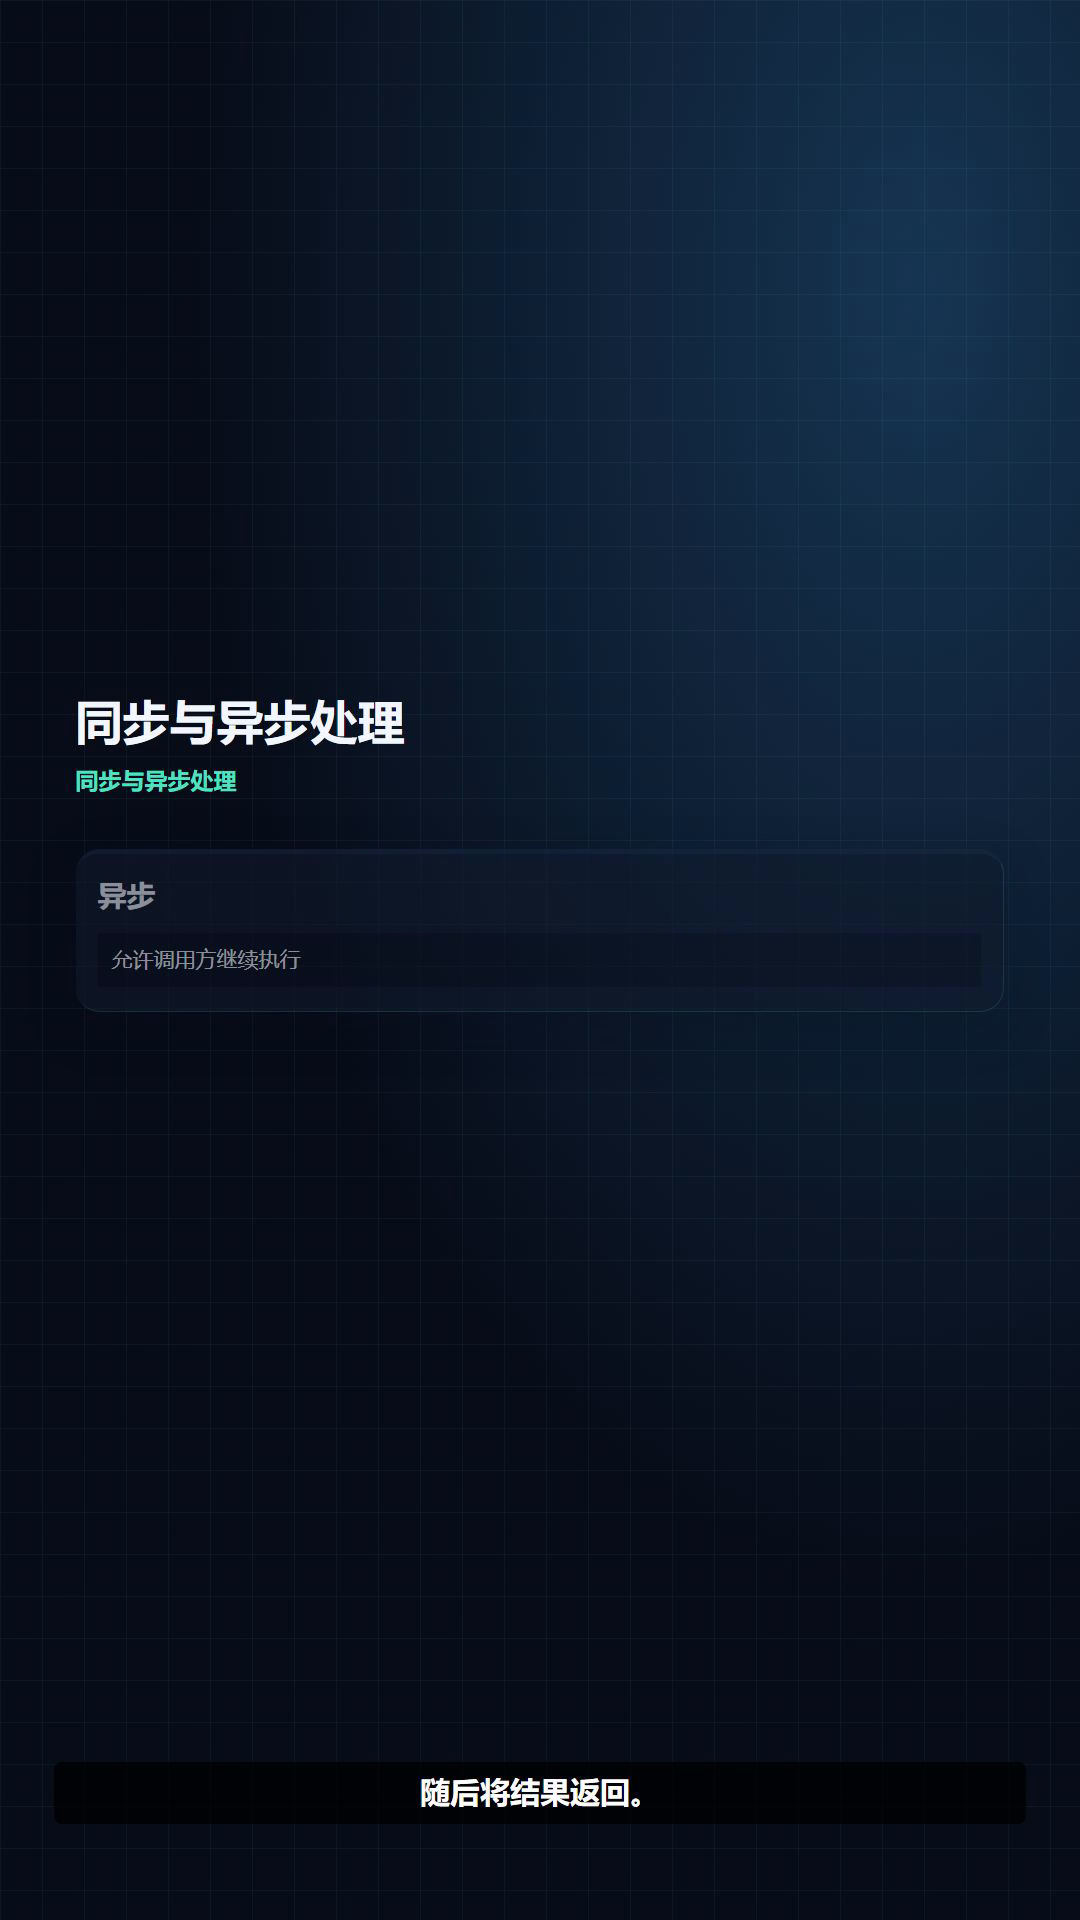 同步与异步处理
同步与异步处理
异步
允许调用方继续执行
随后将结果返回。